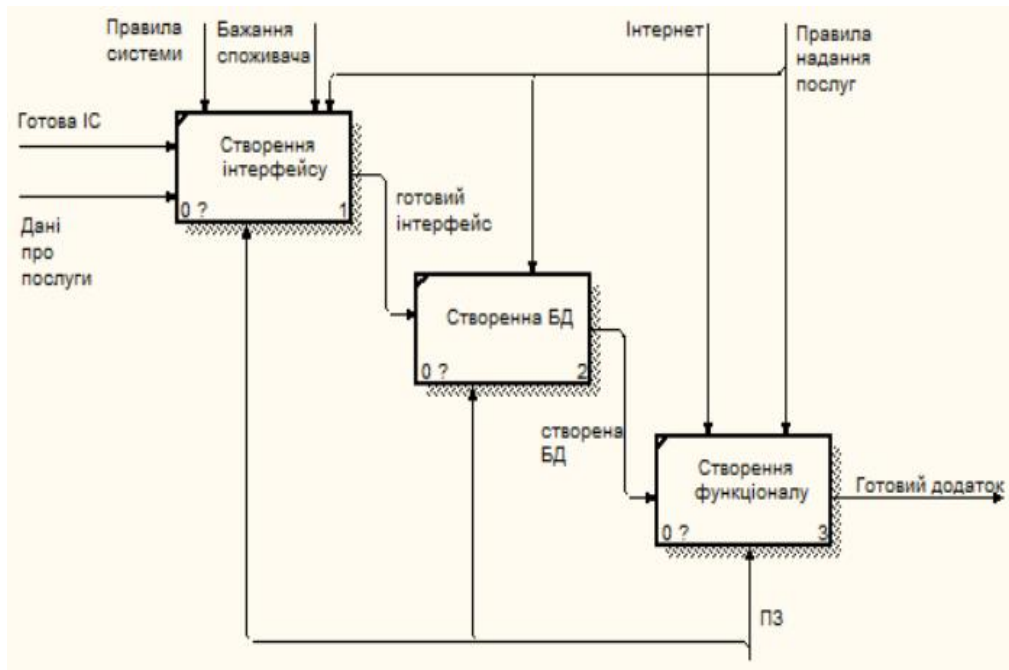 Правила
системи
Бажання
споживача
Інтернет
Правила
надання
послуг
Готова ІС
Створення
інтерфейсу
0 ?
1
Дані
про
послуги
готовий
інтерфейс
Створенна БД
0 ?
2
створена
БД
Створення
функціоналу
0 ?
3
Готовий додаток
ПЗ